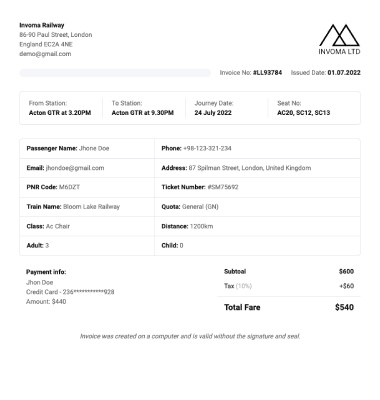 Invoma Railway
86-90 Paul Street, London
England EC2A 4NE
demo@gmail.com
INVOMA LTD
Invoice No: #LL93784 Issued Date: 01.07.2022
From Station: To Station: Journey Date: Seat No:
Acton GTR at 3.20PM Acton GTR at 9.30PM 24 July 2022 AC20, SC12, SC13
Passenger Name: Jhone Doe Phone: +98-123-321-234
Email: jhondoe@gmail.com Address: 87 Spilman Street, London, United Kingdom
PNR Code: M6DZT Ticket Number: #SM75692
Train Name: Bloom Lake Railway Quota: General (GN)
Class: Ac Chair Distance: 1200km
Adult: 3 Child: 0
Payment info: Subtoal $600
Jhon Doe
Credit Card - 236***********928 Tax (10%) +$60
Amount: $440
Total Fare $540
Invoice was created on a computer and is valid without the signature and seal.